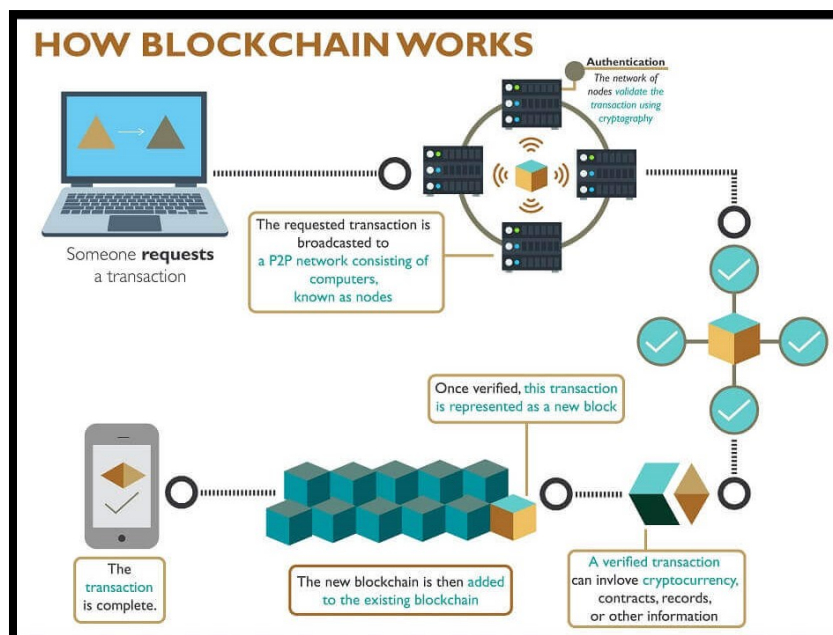 HOW BLOCKCHAIN WORKS
Authentication
The network of
nodes validate the
transaction using
cryptography
Someone requests
a transaction
The requested transaction is
broadcasted to
a P2P network consisting of
computers,
known as nodes
Once verified, this transaction
is represented as a new block
A verified transaction
can invlove cryptocurrency,
contracts, records,
or other information
The new blockchain is then added
to the existing blockchain
The
transaction
is complete.